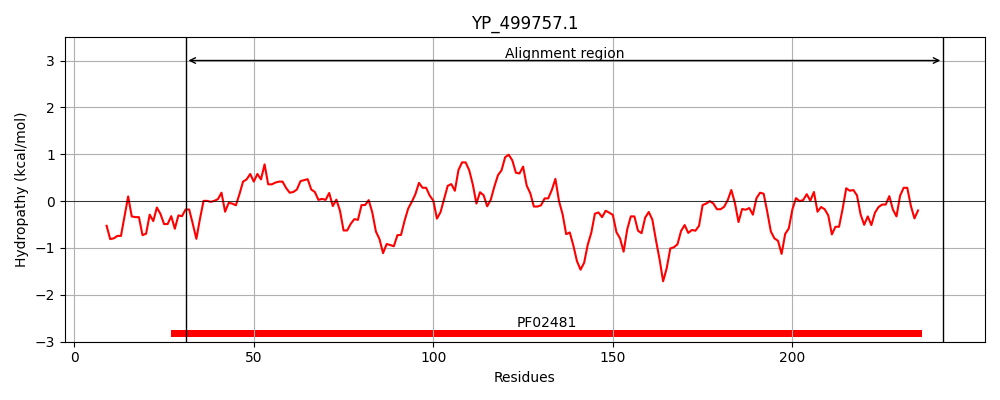 YP_499757.1
Hydropathy (kcal/mol)
3
2
1
0
−1
−2
−3
Alignment region
PF02481
0
50
100
150
200
Residues